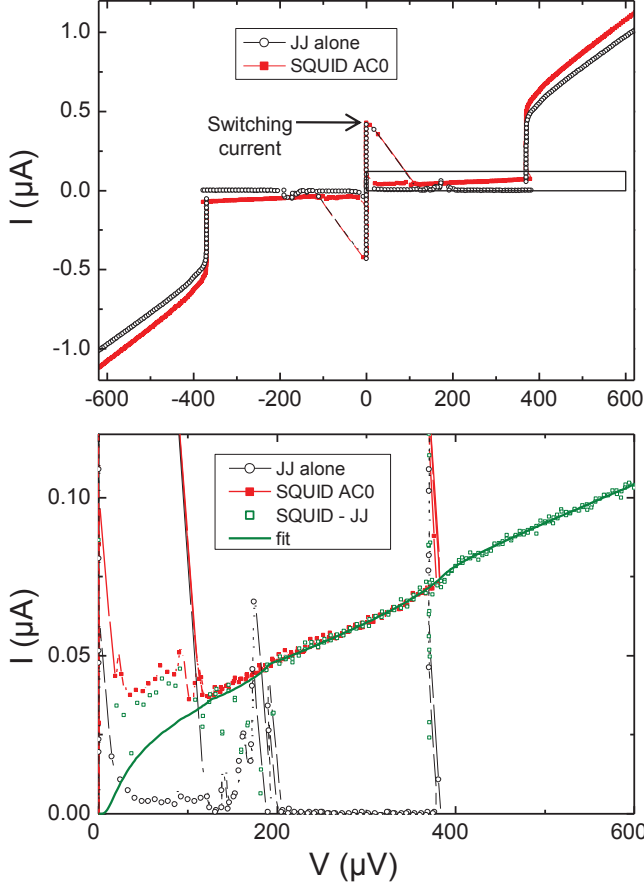 1.0
0.5
0.0
-0.5
-1.0
I (µA)
JJ alone
SQUID AC0
Switching
current
-600 -400 -200 0 200 400 600
0.10
0.05
0.00
I (µA)
JJ alone
SQUID AC0
SQUID - JJ
fit
0 200 400 600
V (µV)